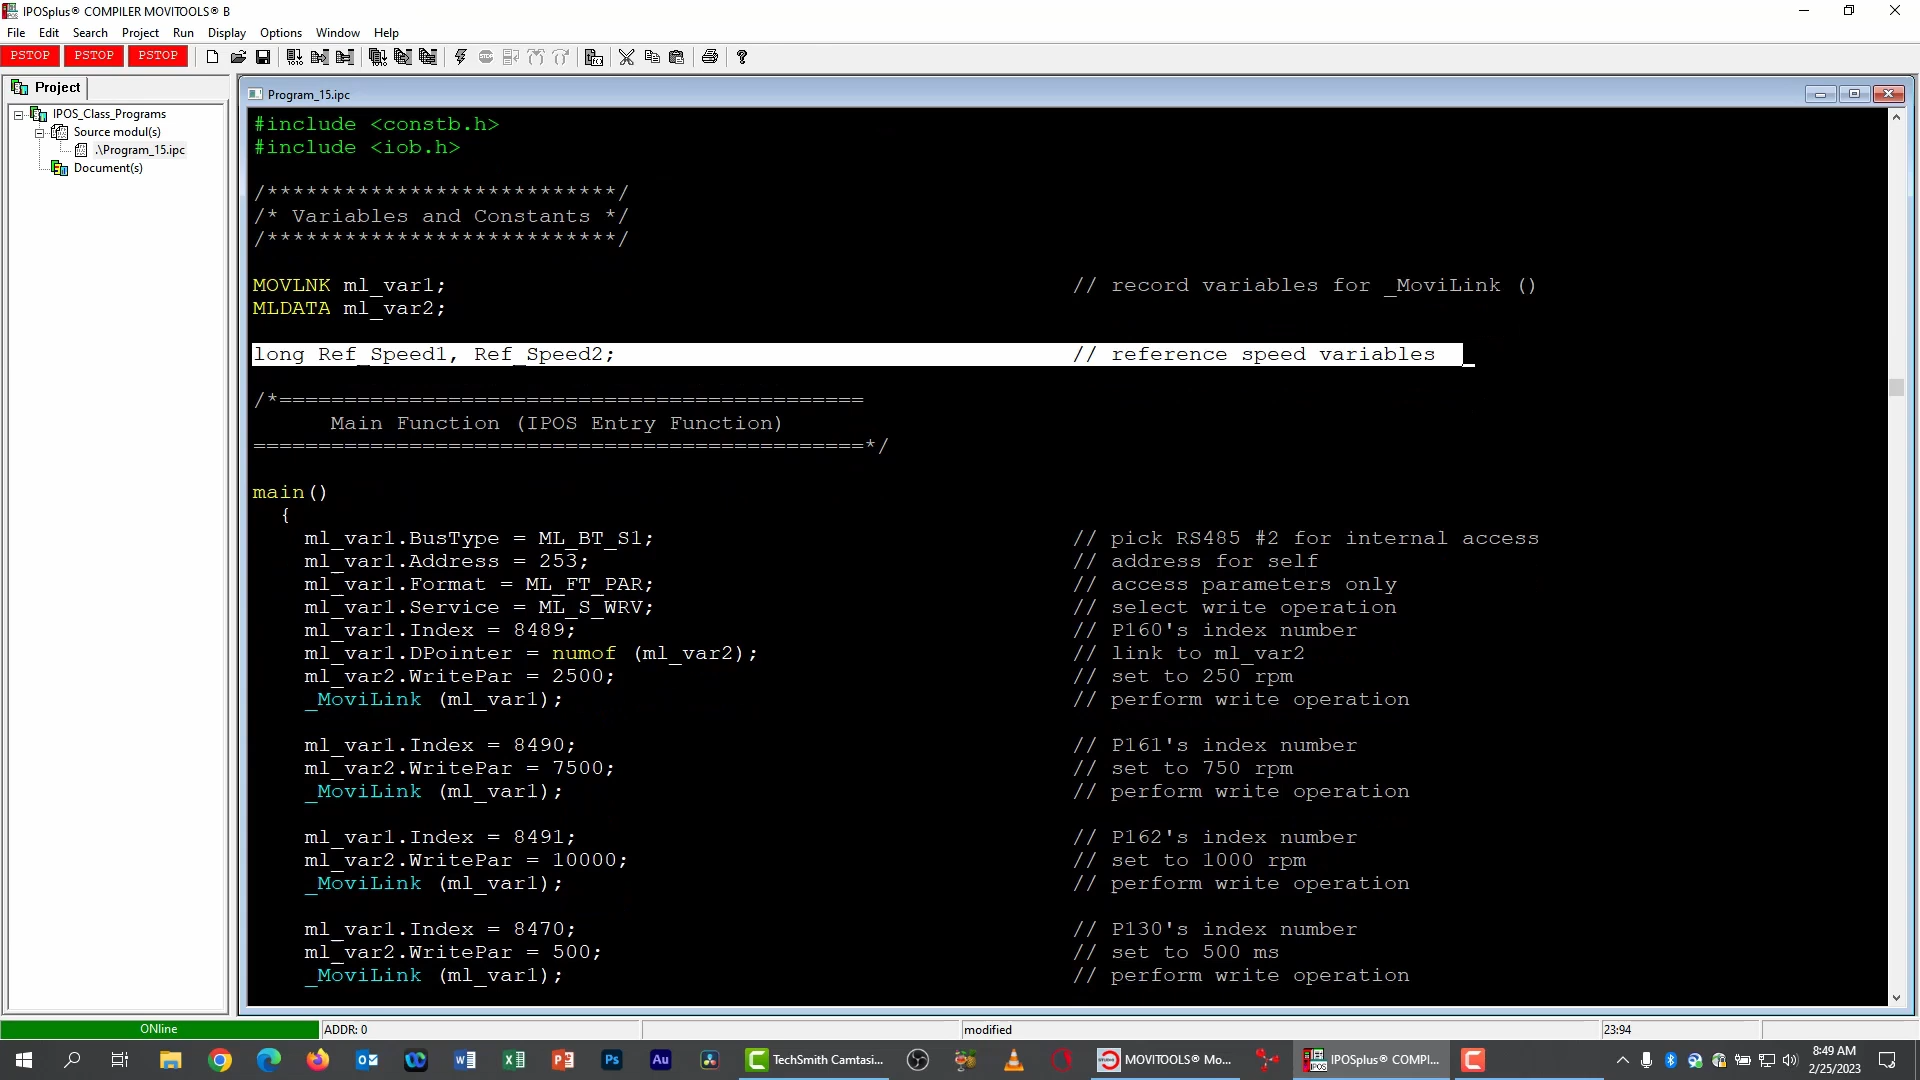 IPOSplus® COMPILER MOVITOOLS® B
File Edit Search Project Run Display Options Window Help
PSTOP PSTOP PSTOP
Project
IPOS_Class_Programs
Source modul(s)
.\Program_15.ipc
Document(s)
Program_15.ipc
#include <constb.h>
#include <iob.h>
/***************************/
/* Variables and Constants */
/***************************/
MOVLNK ml_var1; // record variables for _MoviLink ()
MLDATA ml_var2;
long Ref_Speed1, Ref_Speed2; // reference speed variables
/*=============================================
Main Function (IPOS Entry Function)
===============================================*/
main()
{
ml_var1.BusType = ML_BT_S1; // pick RS485 #2 for internal access
ml_var1.Address = 253; // address for self
ml_var1.Format = ML_FT_PAR; // access parameters only
ml_var1.Service = ML_S_WRV; // select write operation
ml_var1.Index = 8489; // P160's index number
ml_var1.DPointer = numof (ml_var2); // link to ml_var2
ml_var2.WritePar = 2500; // set to 250 rpm
_MoviLink (ml_var1); // perform write operation
ml_var1.Index = 8490; // P161's index number
ml_var2.WritePar = 7500; // set to 750 rpm
_MoviLink (ml_var1); // perform write operation
ml_var1.Index = 8491; // P162's index number
ml_var2.WritePar = 10000; // set to 1000 rpm
_MoviLink (ml_var1); // perform write operation
ml_var1.Index = 8470; // P130's index number
ml_var2.WritePar = 500; // set to 500 ms
_MoviLink (ml_var1); // perform write operation
ONline ADDR: 0 modified 23:94
TechSmith Camtasi... MOVITOOLS® Mo... IPOSplus® COMPI...
8:49 AM
2/25/2023